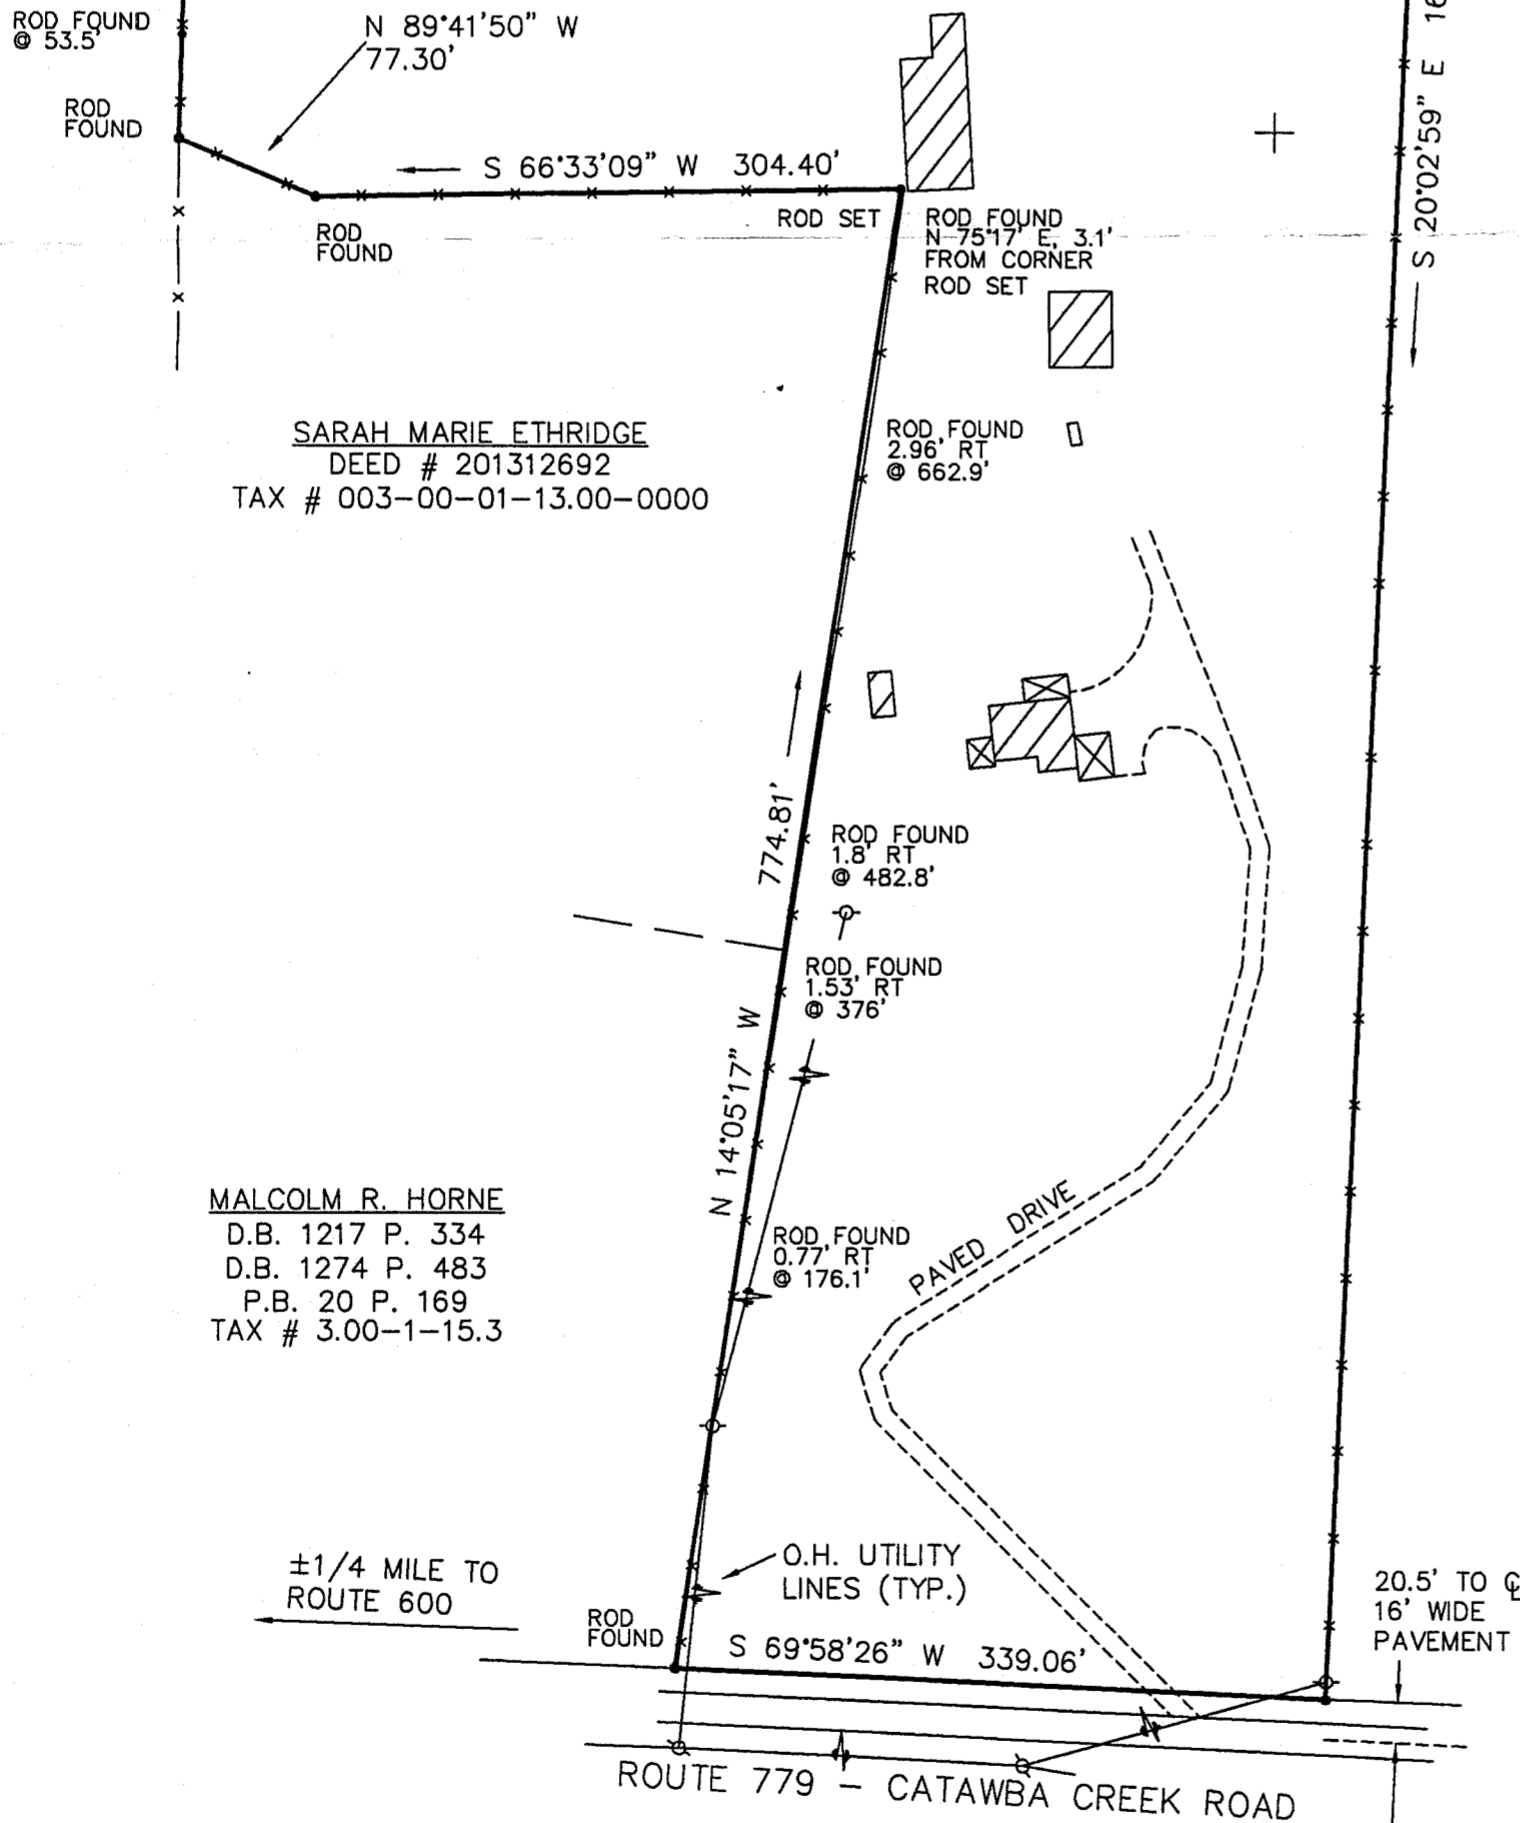 ROD FOUND
@ 53.5'
N 89°41'50" W
77.30'
ROD
FOUND
S 66°33'09" W 304.40'
S 20°02'59" E 16
ROD SET
ROD FOUND
N 75°17' E, 3.1'
FROM CORNER
ROD SET
ROD
FOUND
SARAH MARIE ETHRIDGE
DEED # 201312692
TAX # 003-00-01-13.00-0000
ROD FOUND
2.96' RT
@ 662.9'
774.81'
ROD FOUND
1.8' RT
@ 482.8'
ROD FOUND
1.53' RT
@ 376'
N 14°05'17" W
MALCOLM R. HORNE
D.B. 1217 P. 334
D.B. 1274 P. 483
P.B. 20 P. 169
TAX # 3.00-1-15.3
ROD FOUND
0.77' RT
@ 176.1'
PAVED DRIVE
±1/4 MILE TO
ROUTE 600
O.H. UTILITY
LINES (TYP.)
ROD
FOUND
S 69°58'26" W 339.06'
20.5' TO ℄
16' WIDE
PAVEMENT
ROUTE 779 – CATAWBA CREEK ROAD